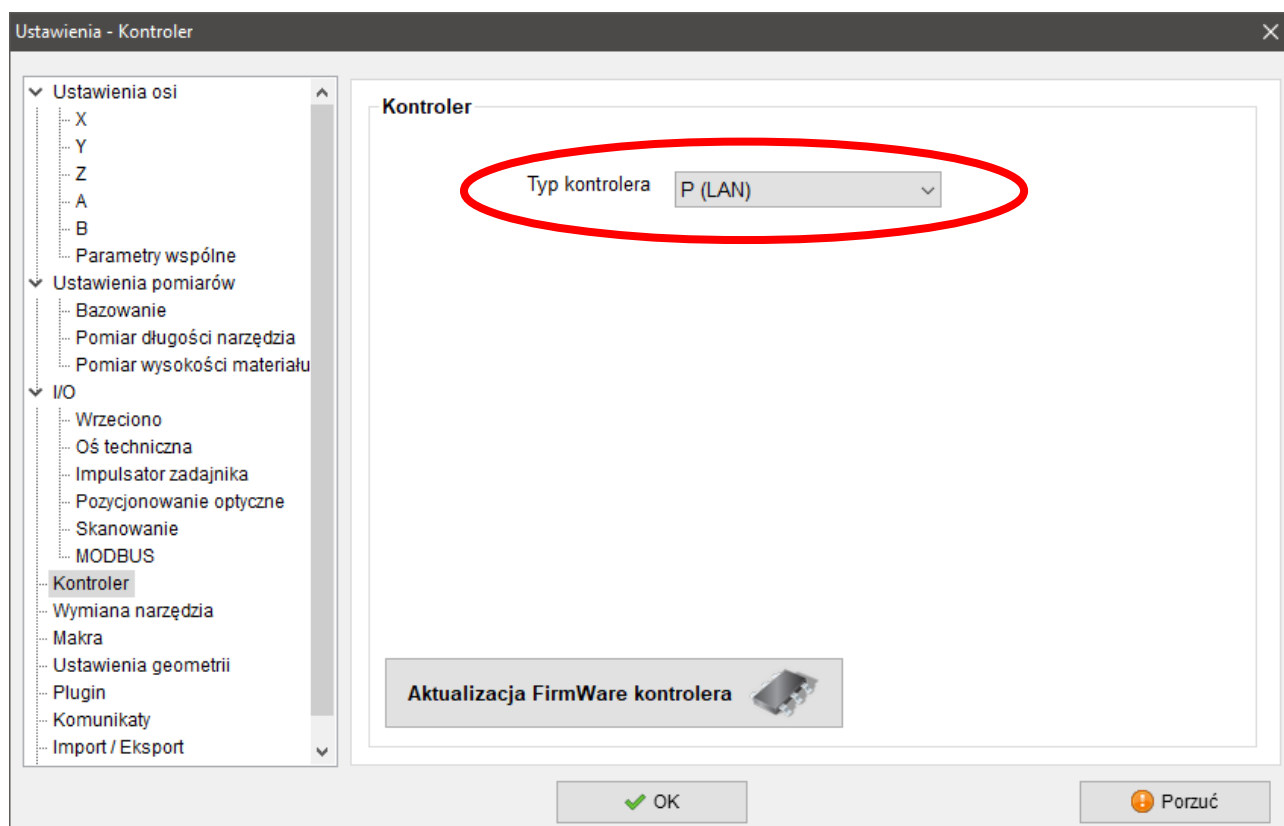 Ustawienia - Kontroler
Ustawienia osi
X
Y
Z
A
B
Parametry wspólne
Ustawienia pomiarów
Bazowanie
Pomiar długości narzędzia
Pomiar wysokości materiału
I/O
Wrzeciono
Oś techniczna
Impulsator zadajnika
Pozycjonowanie optyczne
Skanowanie
MODBUS
Kontroler
Wymiana narzędzia
Makra
Ustawienia geometrii
Plugin
Komunikaty
Import / Eksport
Kontroler
Typ kontrolera P (LAN)
Aktualizacja FirmWare kontrolera
OK
Porzuć